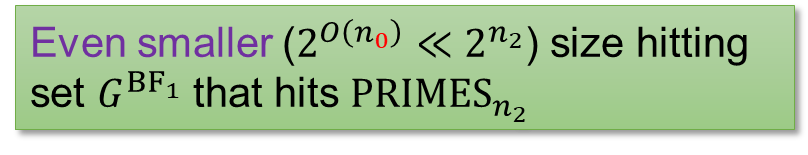 Even smaller (2^{O(n_0)} ≪ 2^{n_2}) size hitting
set G^{BF_1} that hits PRIMES_{n_2}